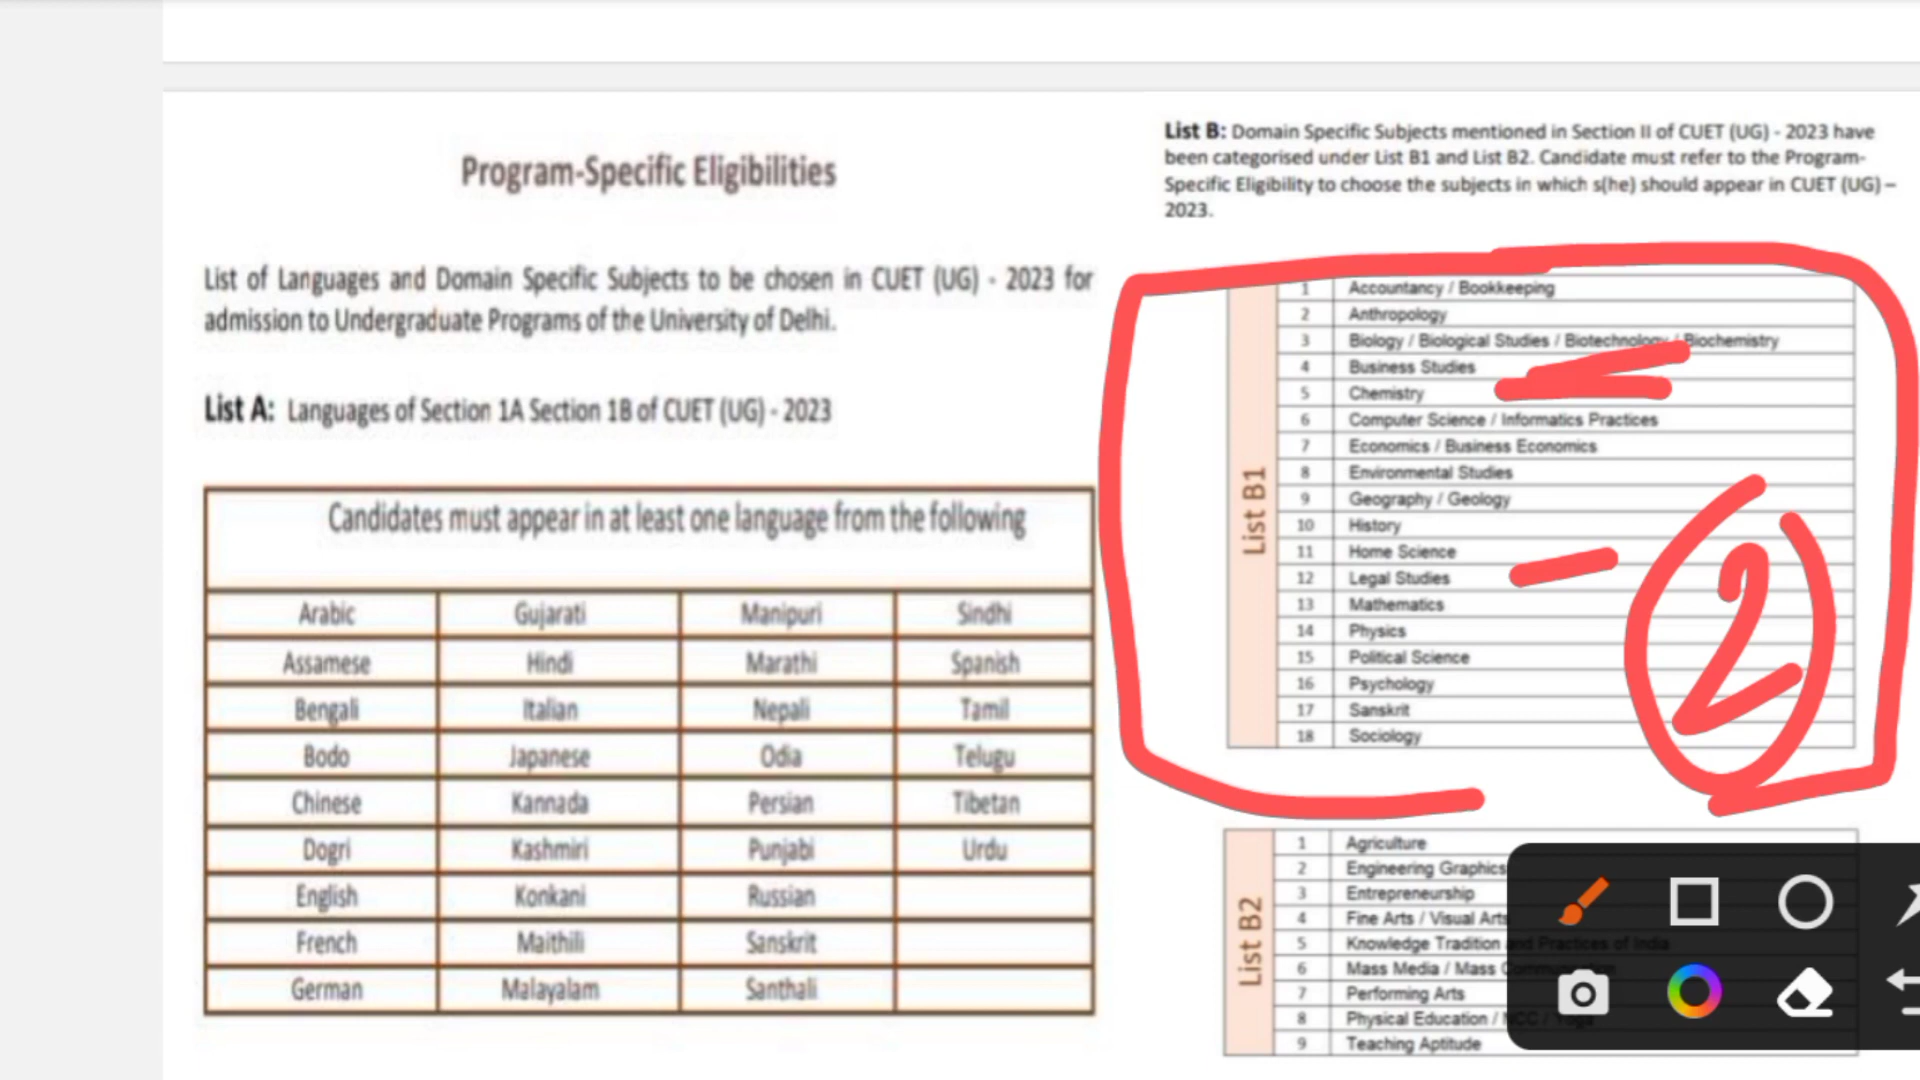 Program-Specific Eligibilities
List of Languages and Domain Specific Subjects to be chosen in CUET (UG) - 2023 for
admission to Undergraduate Programs of the University of Delhi.
List A: Languages of Section 1A Section 1B of CUET (UG) - 2023
Candidates must appear in at least one language from the following
Arabic Gujarati Manipuri Sindhi
Assamese Hindi Marathi Spanish
Bengali Italian Nepali Tamil
Bodo Japanese Odia Telugu
Chinese Kannada Persian Tibetan
Dogri Kashmiri Punjabi Urdu
English Konkani Russian
French Maithili Sanskrit
German Malayalam Santhali
List B: Domain Specific Subjects mentioned in Section II of CUET (UG) - 2023 have
been categorised under List B1 and List B2. Candidate must refer to the Program-
Specific Eligibility to choose the subjects in which s(he) should appear in CUET (UG) –
2023.
List B1
1 Accountancy / Bookkeeping
2 Anthropology
3 Biology / Biological Studies / Biotechnology / Biochemistry
4 Business Studies
5 Chemistry
6 Computer Science / Informatics Practices
7 Economics / Business Economics
8 Environmental Studies
9 Geography / Geology
10 History
11 Home Science
12 Legal Studies
13 Mathematics
14 Physics
15 Political Science
16 Psychology
17 Sanskrit
18 Sociology
2
List B2
1 Agriculture
2 Engineering Graphics
3 Entrepreneurship
4 Fine Arts / Visual Arts
5 Knowledge Tradition and Practices of India
6 Mass Media / Mass Communication
7 Performing Arts
8 Physical Education / NCC / Yoga
9 Teaching Aptitude